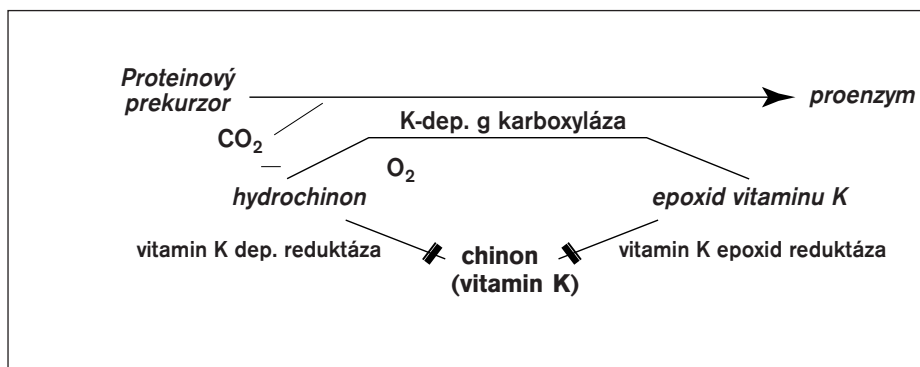 Proteinový
prekurzor
proenzym
K-dep. g karboxyláza
CO₂
O₂
hydrochinon
epoxid vitaminu K
vitamin K dep. reduktáza
chinon
(vitamin K)
vitamin K epoxid reduktáza